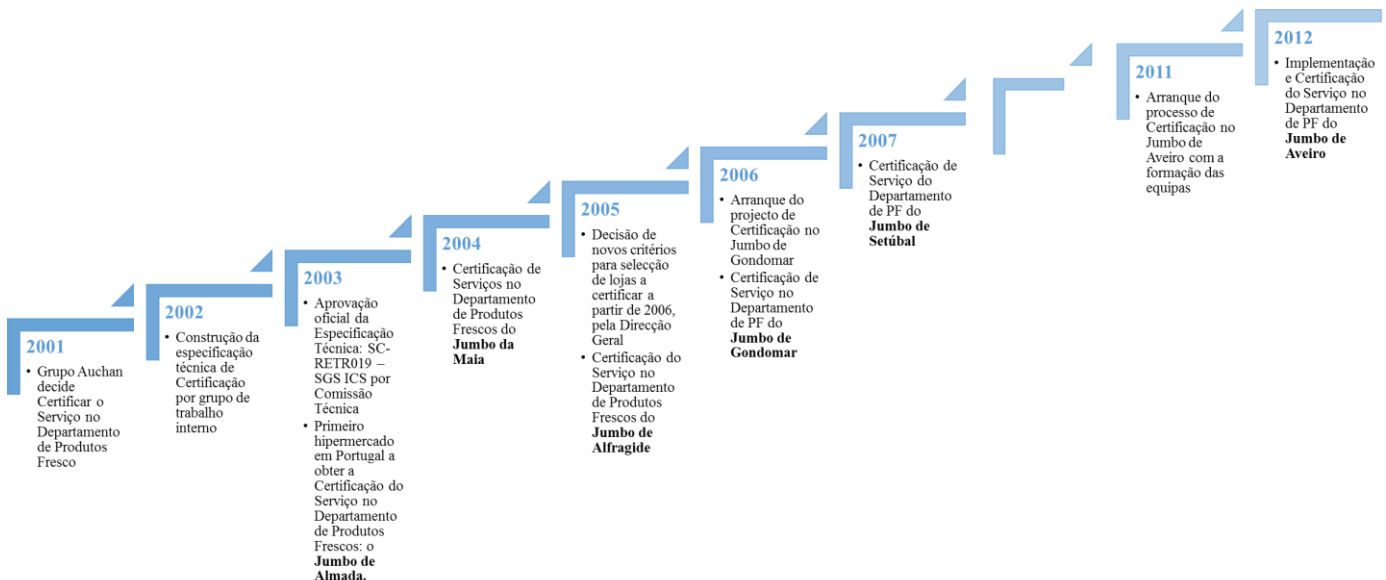 2001
• Grupo Auchan
decide
Certificar o
Serviço no
Departamento
de Produtos
Fresco
2002
• Construção da
especificação
técnica de
Certificação
por grupo de
trabalho
interno
2003
• Aprovação
oficial da
Especificação
Técnica: SC-
RETR019 –
SGS ICS por
Comissão
Técnica
• Primeiro
hipermercado
em Portugal a
obter a
Certificação do
Serviço no
Departamento
de Produtos
Frescos: o
Jumbo de
Almada.
2004
• Certificação de
Serviços no
Departamento
de Produtos
Frescos do
Jumbo da
Maia
2005
• Decisão de
novos critérios
para selecção
de lojas a
certificar a
partir de 2006,
pela Direcção
Geral
• Certificação do
Serviço no
Departamento
de Produtos
Frescos do
Jumbo de
Alfragide
2006
• Arranque do
projecto de
Certificação no
Jumbo de
Gondomar
• Certificação de
Serviço no
Departamento
de PF do
Jumbo de
Gondomar
2007
• Certificação de
Serviço do
Departamento
de PF do
Jumbo de
Setúbal
2011
• Arranque do
processo de
Certificação no
Jumbo de
Aveiro com a
formação das
equipas
2012
• Implementação
e Certificação
do Serviço no
Departamento
de PF do
Jumbo de
Aveiro